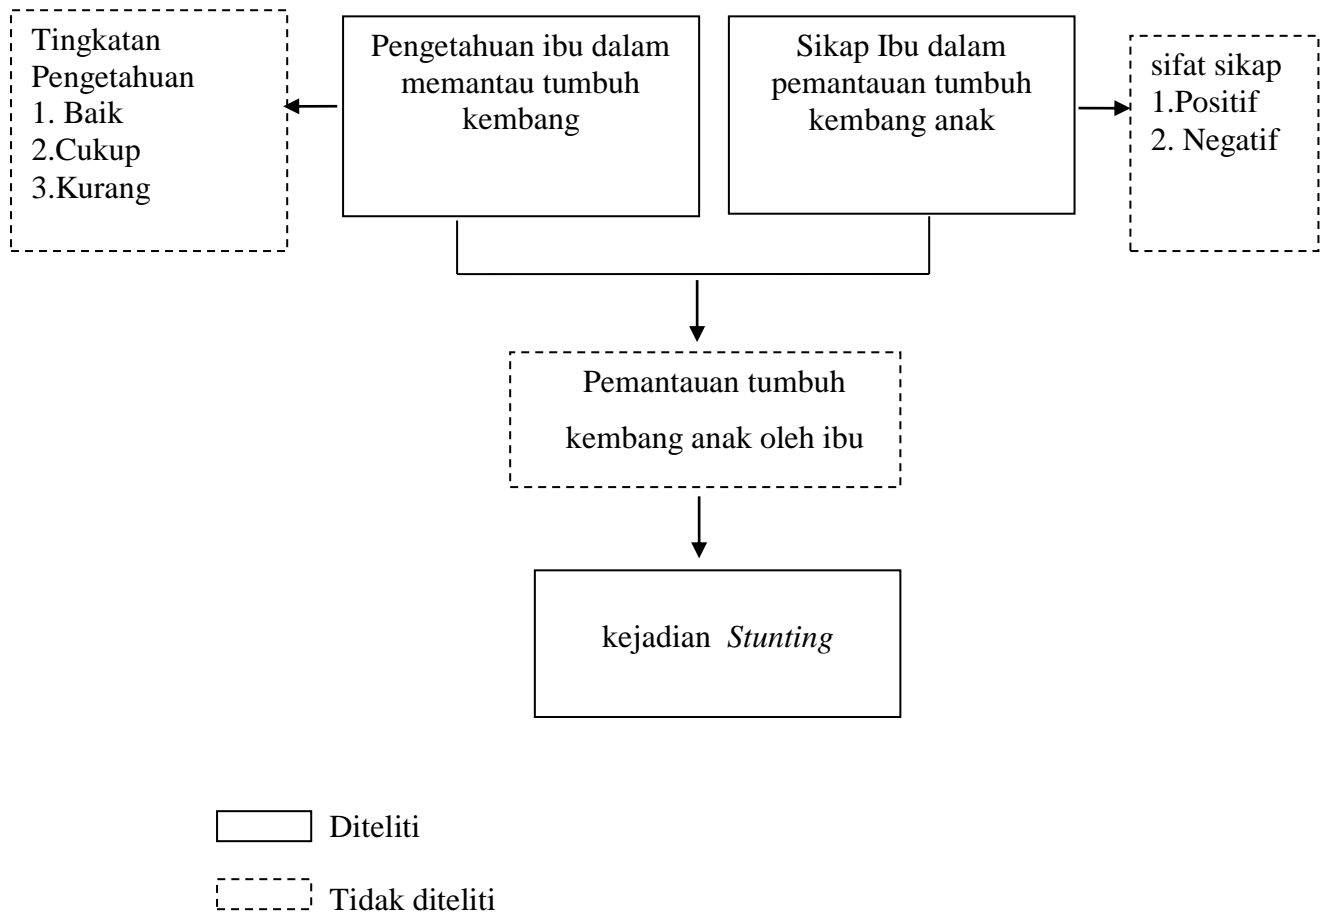 Tingkatan
Pengetahuan
1. Baik
2.Cukup
3.Kurang
Pengetahuan ibu dalam
memantau tumbuh
kembang
Sikap Ibu dalam
pemantauan tumbuh
kembang anak
sifat sikap
1.Positif
2. Negatif
Pemantauan tumbuh
kembang anak oleh ibu
kejadian Stunting
Diteliti
Tidak diteliti